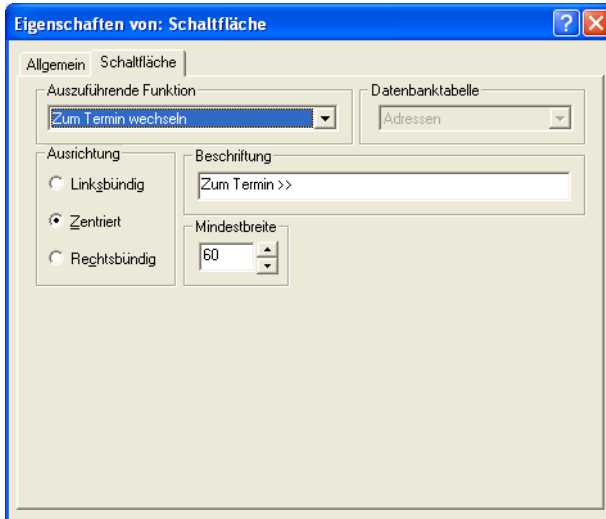 Eigenschaften von: Schaltfläche
Allgemein
Schaltfläche
Auszuführende Funktion
Zum Termin wechseln
Datenbanktabelle
Adressen
Ausrichtung
Linksbündig
Zentriert
Rechtsbündig
Beschriftung
Zum Termin >>
Mindestbreite
60